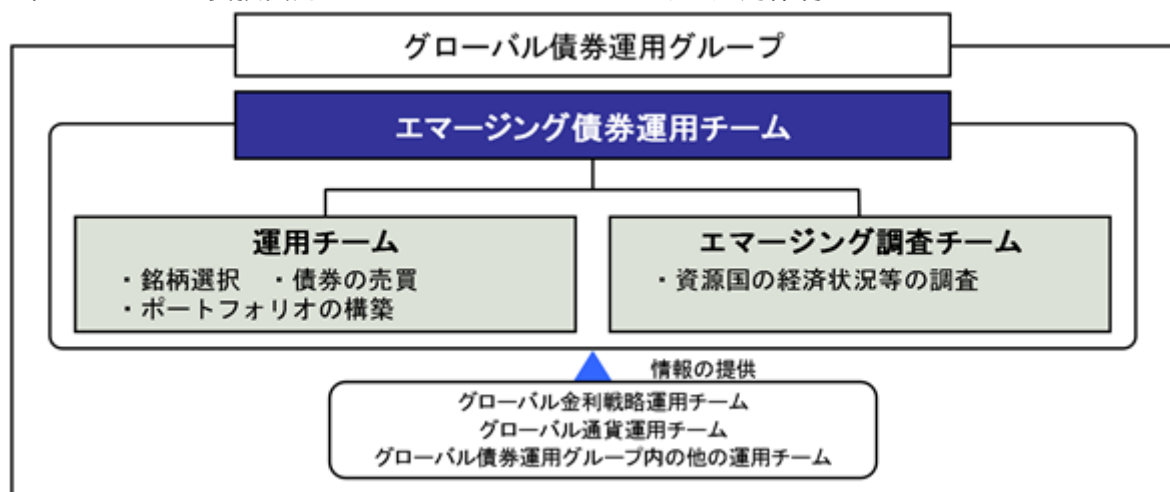 グローバル債券運用グループ
エマージング債券運用チーム
運用チーム
・銘柄選択　・債券の売買
・ポートフォリオの構築
エマージング調査チーム
・資源国の経済状況等の調査
情報の提供
グローバル金利戦略運用チーム
グローバル通貨運用チーム
グローバル債券運用グループ内の他の運用チーム